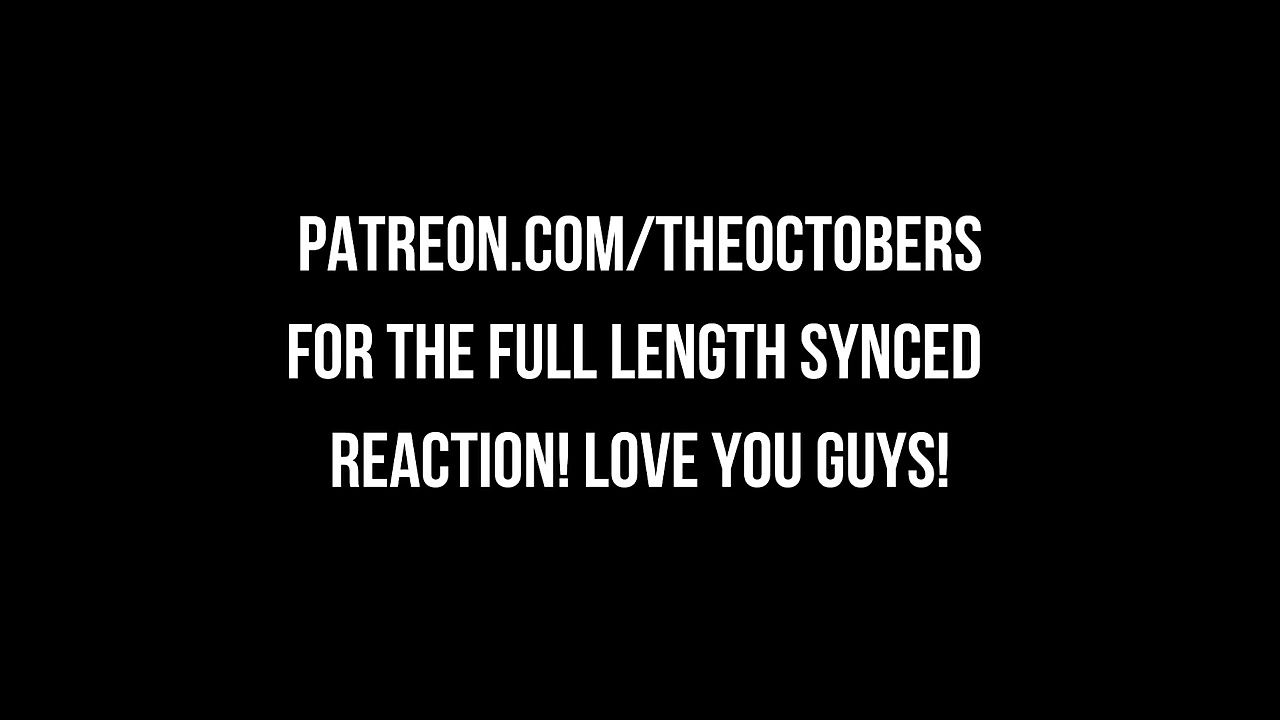 PATREON.COM/THEOCTOBERS
FOR THE FULL LENGTH SYNCED
REACTION! LOVE YOU GUYS!